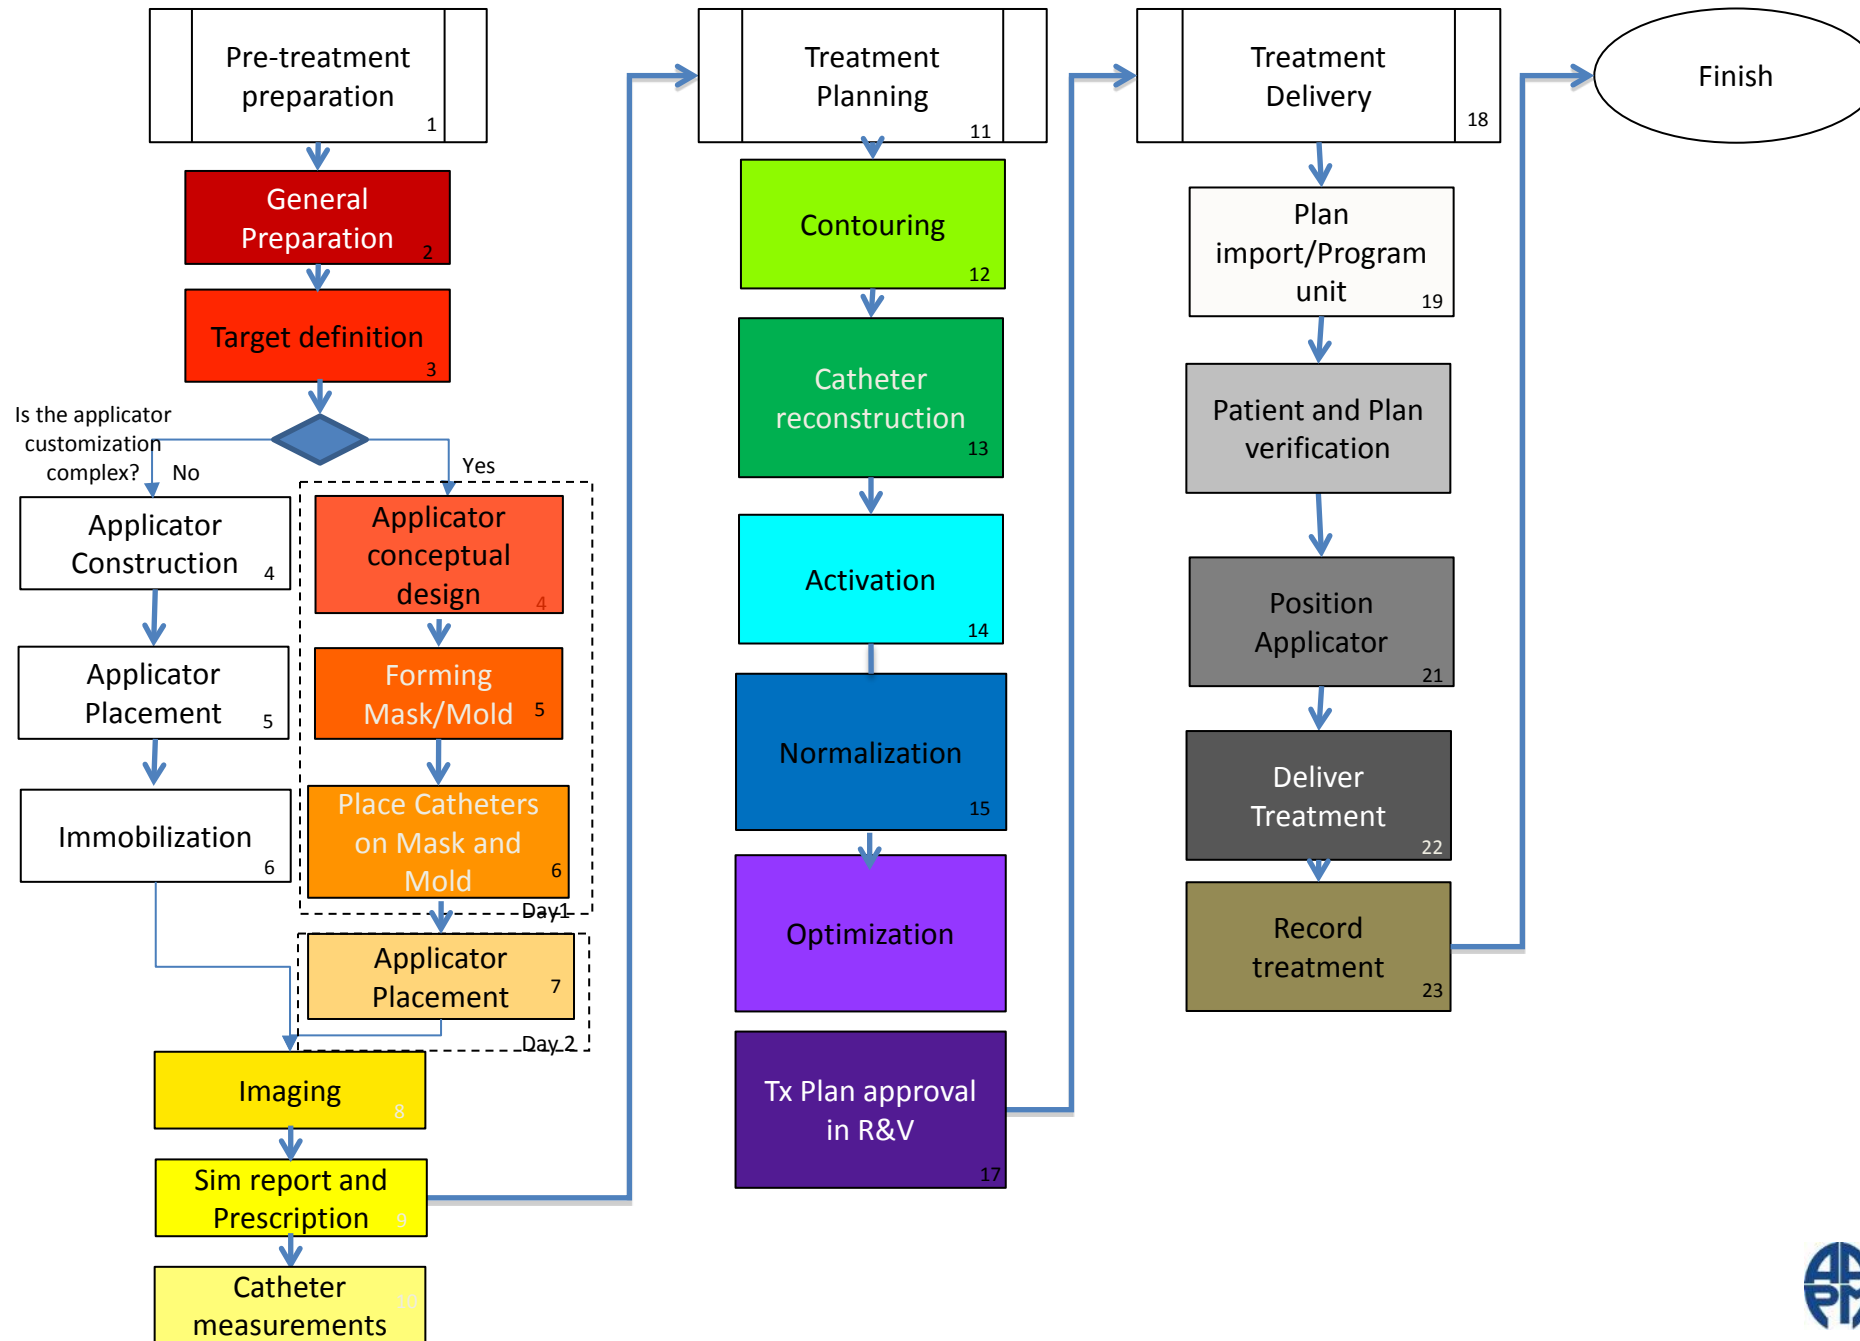 Pre-treatment
preparation
1
General
Preparation
2
Target definition
3
Is the applicator
customization
complex?
No
Yes
Applicator
Construction
4
Applicator
Placement
5
Immobilization
6
Applicator
conceptual
design
4
Forming
Mask/Mold
5
Place Catheters
on Mask and
Mold
6
Day1
Applicator
Placement
7
Day 2
Imaging
8
Sim report and
Prescription
9
Catheter
measurements
10
Treatment
Planning
11
Contouring
12
Catheter
reconstruction
13
Activation
14
Normalization
15
Optimization
Tx Plan approval
in R&V
17
Treatment
Delivery
18
Plan
import/Program
unit
19
Patient and Plan
verification
Position
Applicator
21
Deliver
Treatment
22
Record
treatment
23
Finish